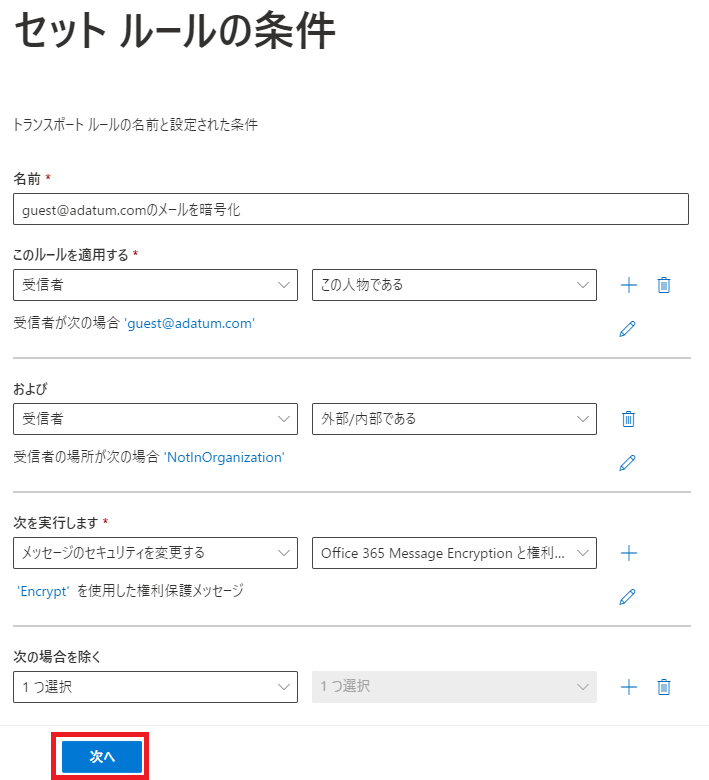 セット ルールの条件
トランスポート ルールの名前と設定された条件
名前 *
guest@adatum.comのメールを暗号化
このルールを適用する *
受信者 この人物である
受信者が次の場合 'guest@adatum.com'
および
受信者 外部/内部である
受信者の場所が次の場合 'NotInOrganization'
次を実行します *
メッセージのセキュリティを変更する Office 365 Message Encryption と権利...
'Encrypt' を使用した権利保護メッセージ
次の場合を除く
1 つ選択 1 つ選択
次へ